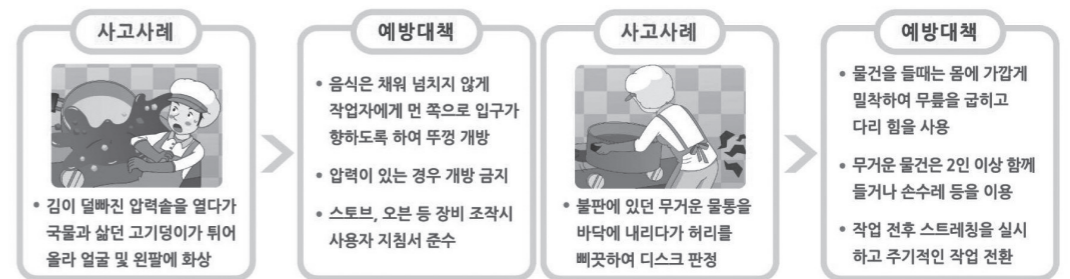 사고사례
• 김이 덜빠진 압력솥을 열다가
국물과 삶던 고기덩이가 튀어
올라 얼굴 및 왼팔에 화상
예방대책
• 음식은 채워 넘치지 않게
작업자에게 먼 쪽으로 입구가
향하도록 하여 뚜껑 개방
• 압력이 있는 경우 개방 금지
• 스토브, 오븐 등 장비 조작시
사용자 지침서 준수
사고사례
• 불판에 있던 무거운 물통을
바닥에 내리다가 허리를
삐끗하여 디스크 판정
예방대책
• 물건을 들때는 몸에 가깝게
밀착하여 무릎을 굽히고
다리 힘을 사용
• 무거운 물건은 2인 이상 함께
들거나 손수레 등을 이용
• 작업 전후 스트레칭을 실시
하고 주기적인 작업 전환